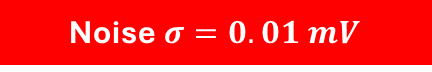 Noise σ = 0.01 mV